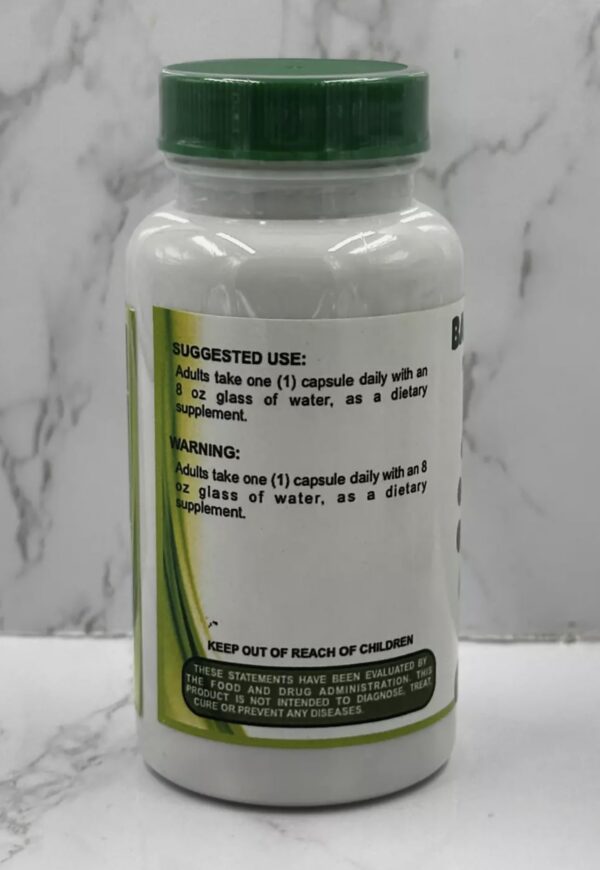 SUGGESTED USE:
Adults take one (1) capsule daily with an
8 oz glass of water, as a dietary
supplement.
WARNING:
Adults take one (1) capsule daily with an 8
oz glass of water, as a dietary
supplement.
KEEP OUT OF REACH OF CHILDREN
THESE STATEMENTS HAVE BEEN EVALUATED BY
THE FOOD AND DRUG ADMINISTRATION. THIS
PRODUCT IS NOT INTENDED TO DIAGNOSE, TREAT,
CURE OR PREVENT ANY DISEASES.